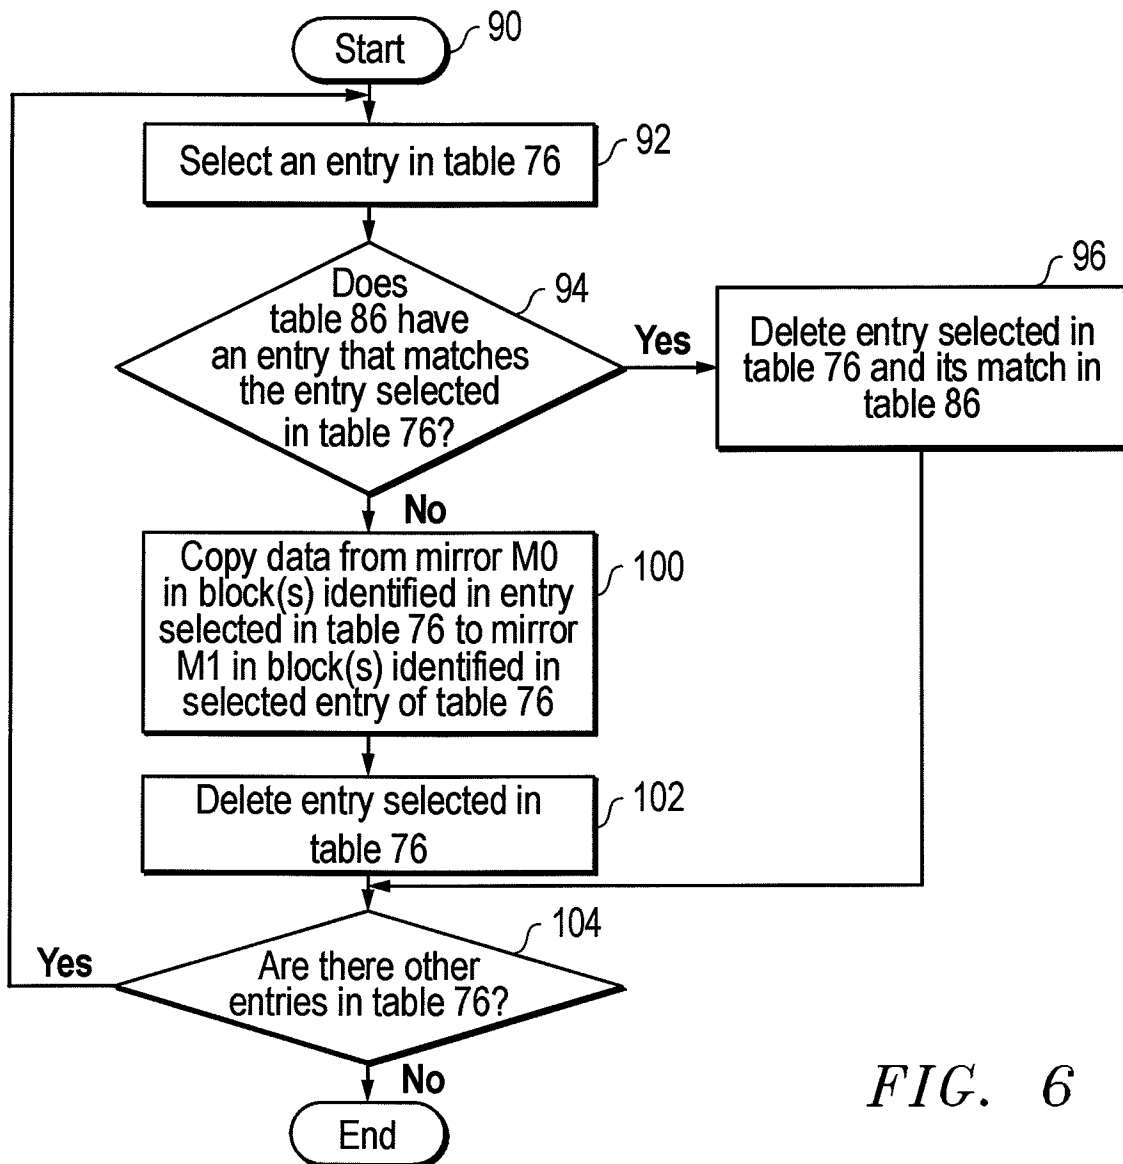 Start
90
Select an entry in table 76
92
Does
table 86 have
an entry that matches
the entry selected
in table 76?
94
Yes
Delete entry selected in
table 76 and its match in
table 86
96
No
Copy data from mirror M0
in block(s) identified in entry
selected in table 76 to mirror
M1 in block(s) identified in
selected entry of table 76
100
Delete entry selected in
table 76
102
Are there other
entries in table 76?
104
Yes
No
End
FIG. 6